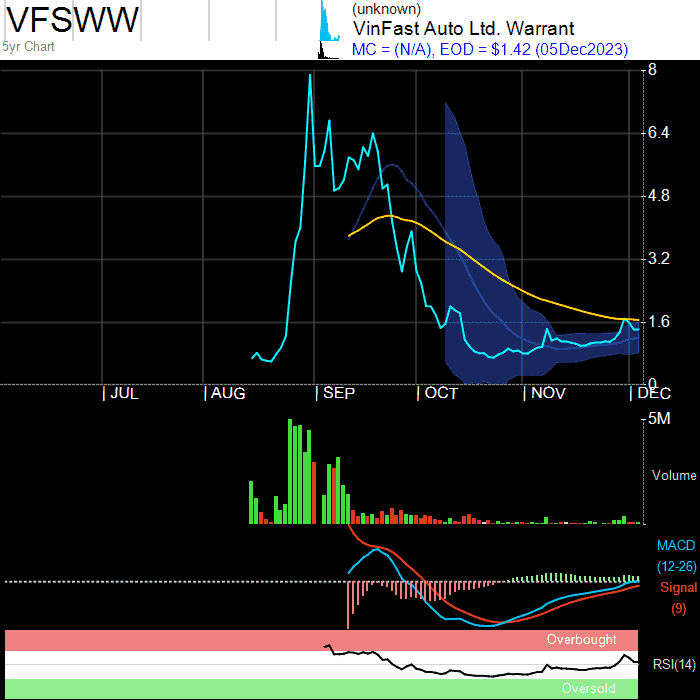 VFSWW
(unknown)
VinFast Auto Ltd. Warrant
5yr Chart
MC = (N/A), EOD = $1.42 (05Dec2023)
8
6.4
4.8
3.2
1.6
0
JUL AUG SEP OCT NOV DEC
5M
Volume
MACD
(12-26)
Signal
(9)
Overbought
RSI(14)
Oversold